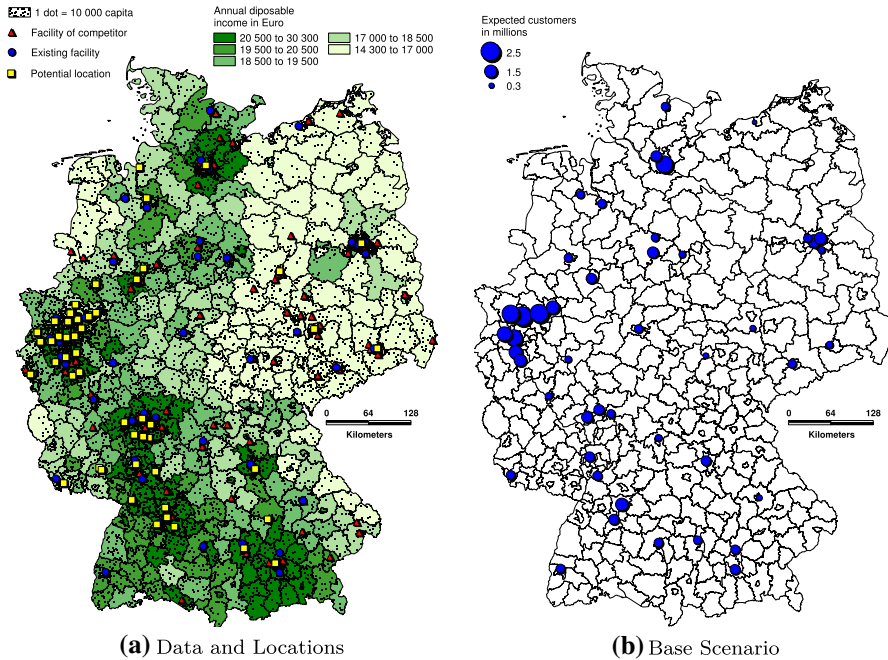 1 dot = 10 000 capita
Facility of competitor
Existing facility
Potential location
Annual diposable
income in Euro
20 500 to 30 300
19 500 to 20 500
18 500 to 19 500
17 000 to 18 500
14 300 to 17 000
0 64 128
Kilometers
(a) Data and Locations
Expected customers
in millions
2.5
1.5
0.3
0 64 128
Kilometers
(b) Base Scenario